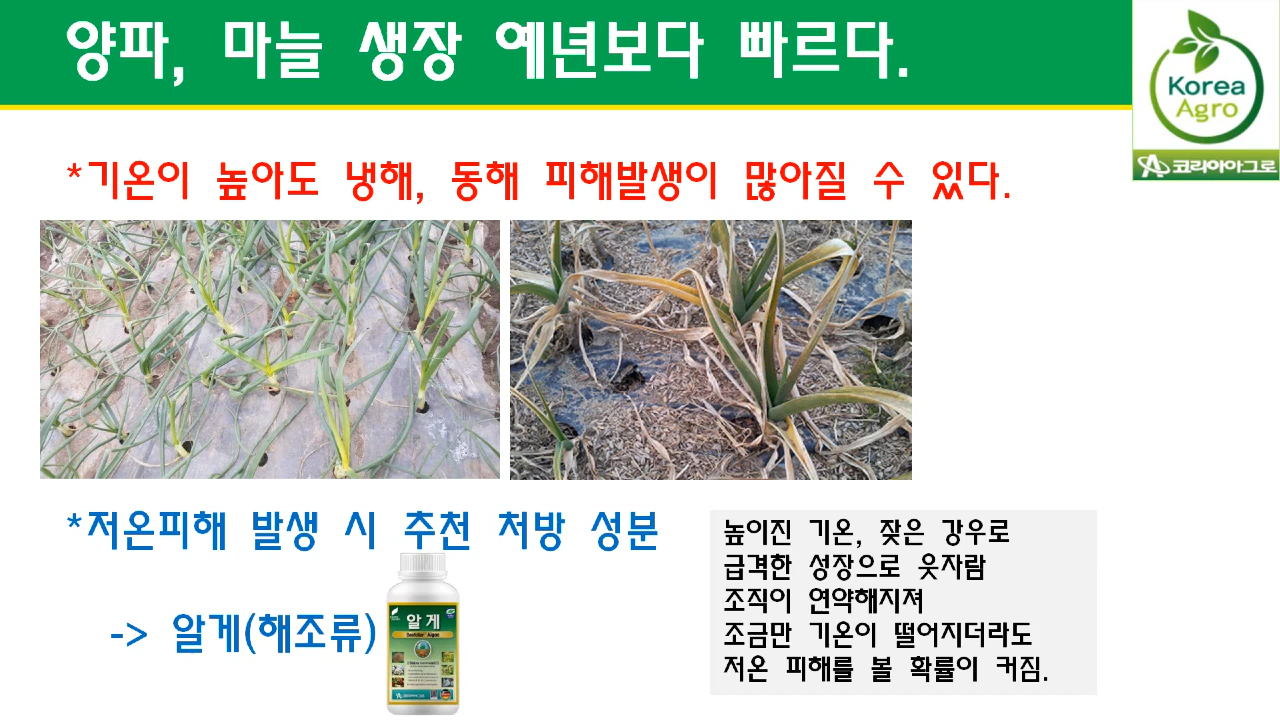 양파, 마늘 생장 예년보다 빠르다.
Korea
Agro
코리아아그로
*기온이 높아도 냉해, 동해 피해발생이 많아질 수 있다.
*저온피해 발생 시 추천 처방 성분
-> 알게(해조류)
알게
높이진 기온, 잦은 강우로
급격한 성장으로 웃자람
조직이 연약해지져
조금만 기온이 떨어지더라도
저온 피해를 볼 확률이 커짐.